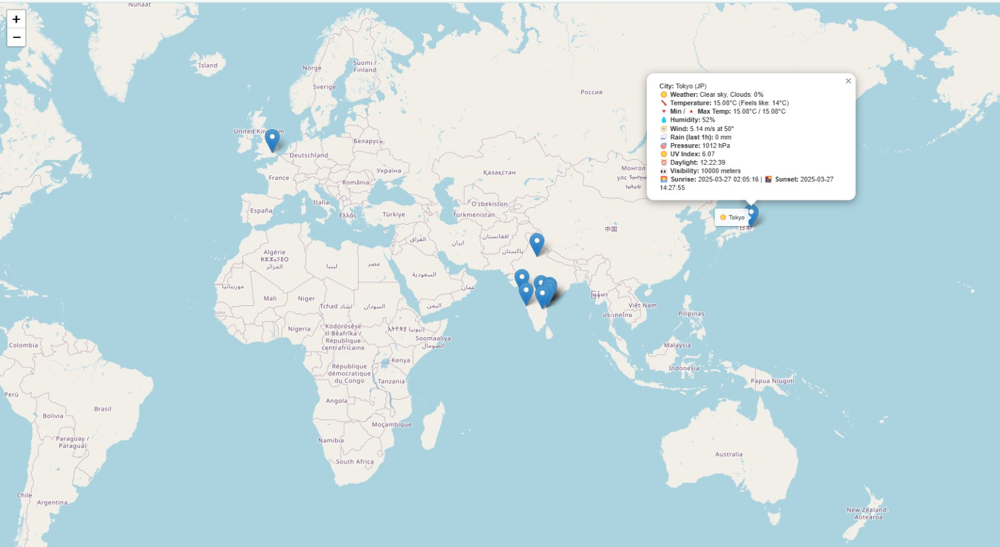 Nunaat
+
−
Ísland
Norge
Suomi /
Finland
Sverige
Россия
City: Tokyo (JP)
Weather: Clear sky, Clouds: 0%
Temperature: 15.08°C (Feels like: 14°C)
Min / Max Temp: 15.08°C / 15.08°C
Humidity: 52%
Wind: 5.14 m/s at 50°
Rain (last 1h): 0 mm
Pressure: 1012 hPa
UV Index: 6.07
Daylight: 12:22:39
Visibility: 10000 meters
Sunrise: 2025-03-27 02:05:16 | Sunset: 2025-03-27
14:27:55
×
Беларусь
Deutschland
Україна
Қазақстан
Монгол
улс
France
România
Italia
Oʻzbekiston
España
Ελλάς
Türkiye
Türkmenistan
Tokyo
日本
中国
العراق
ایران
افغانستان
پاکستان
Algérie
ⵍⵣⵣⴰⵢⴻⵔ
الجزائر
ليبيا
مصر
السعودية
عمان
موريتانيا
Mali
Niger
Tchad تشاد
السودان
اليمن
မြန်မာ
Việt Nam
ประเทศไทย
Pilipinas
Nigeria
Ködörösêse
tî Bêafrîka /
République
centrafricaine
ኢትዮጵያ إثيوبيا
Soomaaliya
الصومال
Colombia
Malaysia
Kenya
République
démocratique
du Congo
Indonesia
Tanzania
Papua Niugini
Perú
Brasil
Angola
Bolivia
Moçambique
Paraguay /
Paraguái
Namibia
Australia
South Africa
Chile
Argentina
New Zealand
Aotearoa